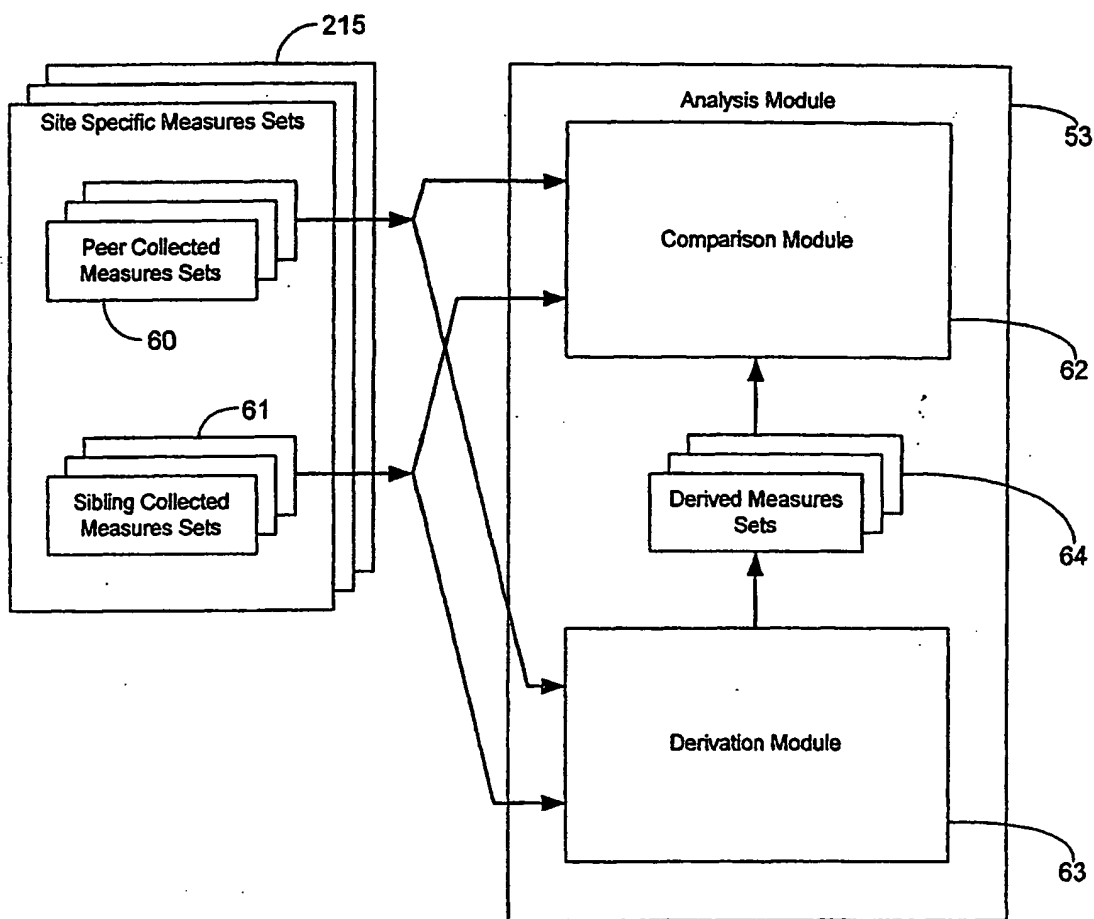 215
Site Specific Measures Sets
Peer Collected
Measures Sets
60
61
Sibling Collected
Measures Sets
Analysis Module
53
Comparison Module
62
Derived Measures
Sets
64
Derivation Module
63